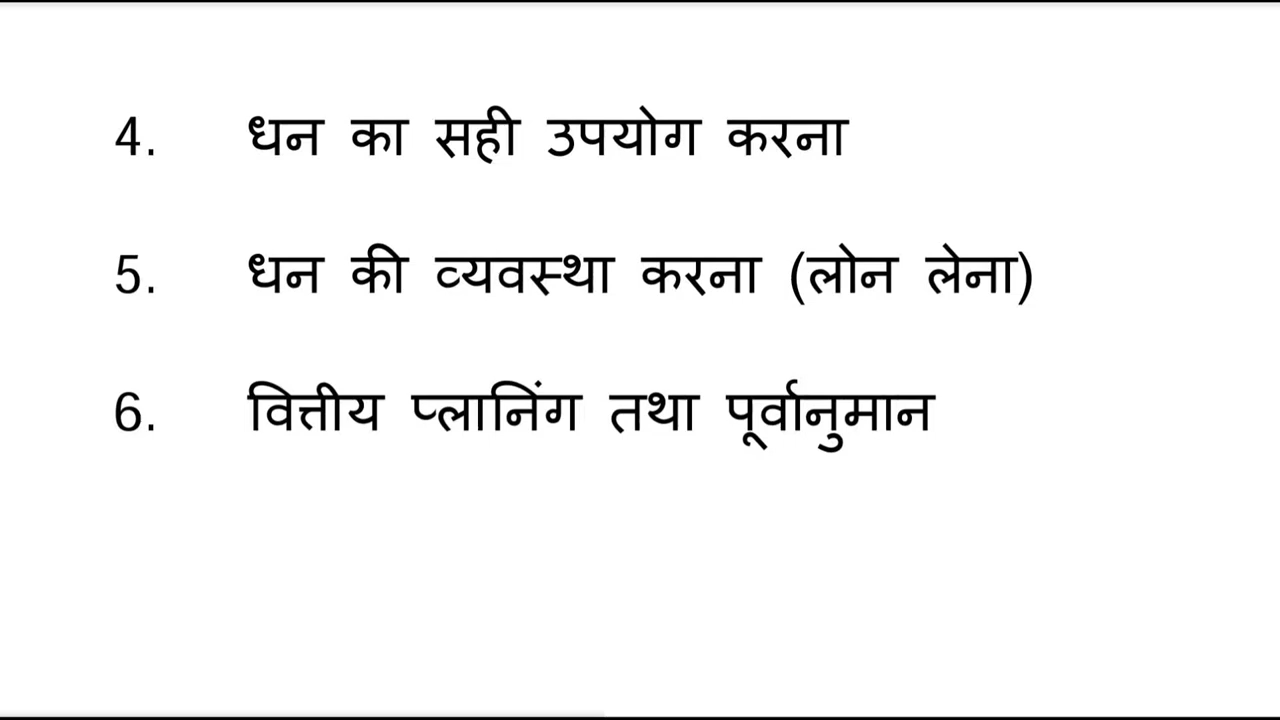 4. धन का सही उपयोग करना
5. धन की व्यवस्था करना (लोन लेना)
6. वित्तीय प्लानिंग तथा पूर्वानुमान